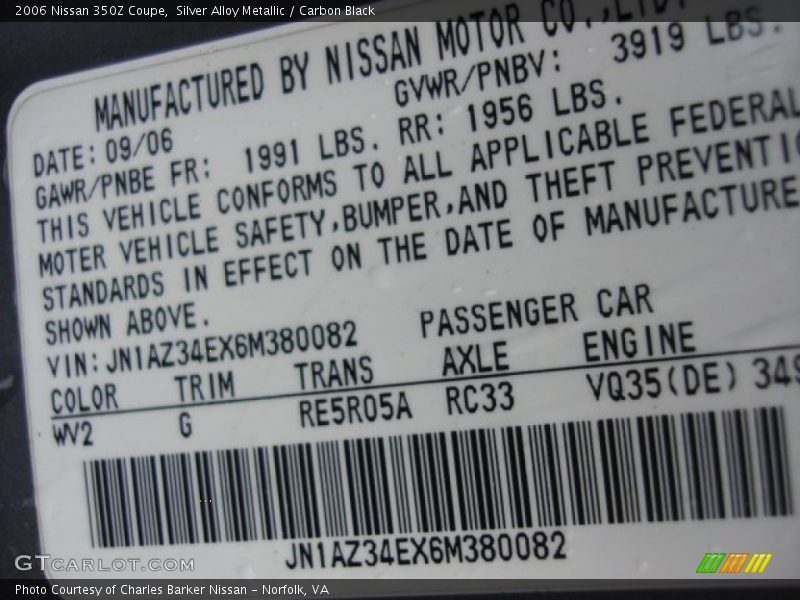 2006 Nissan 350Z Coupe,  Silver Alloy Metallic / Carbon Black
MANUFACTURED BY NISSAN MOTOR CO.,LTD.
GVWR/PNBV: 3919 LBS.
DATE: 09/06
GAWR/PNBE FR: 1991 LBS. RR: 1956 LBS.
THIS VEHICLE CONFORMS TO ALL APPLICABLE FEDERAL
MOTER VEHICLE SAFETY,BUMPER,AND THEFT PREVENTIO
STANDARDS IN EFFECT ON THE DATE OF MANUFACTURE
SHOWN ABOVE.
VIN: JN1AZ34EX6M380082 PASSENGER CAR
COLOR TRIM TRANS AXLE ENGINE
WV2 G RE5R05A RC33 VQ35(DE) 349
JN1AZ34EX6M380082
GTCARLOT.COM
Photo Courtesy of Charles Barker Nissan – Norfolk, VA